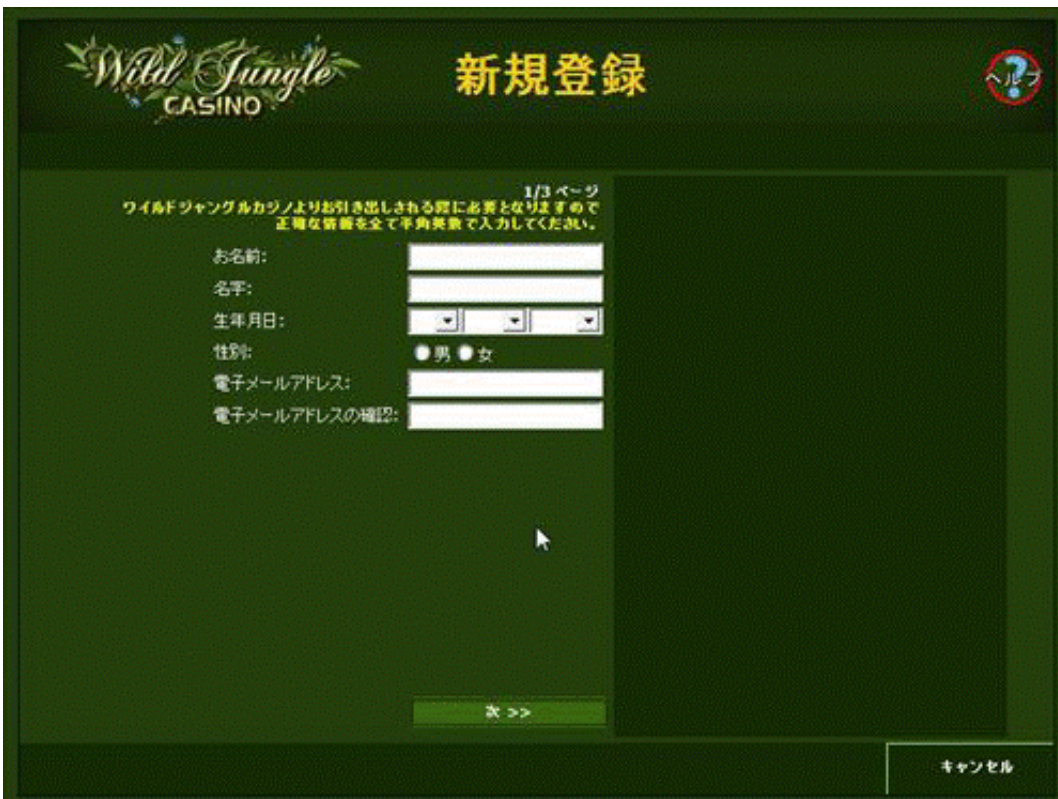 Wild Jungle
CASINO
新規登録
ヘルプ
1/3 ページ
ワイルドジャングルカジノよりお引き出しされる際に必要となりますので
正確な情報を全て半角英数で入力してください。
お名前:
名字:
生年月日:
性別:
男 女
電子メールアドレス:
電子メールアドレスの確認:
次 >>
キャンセル